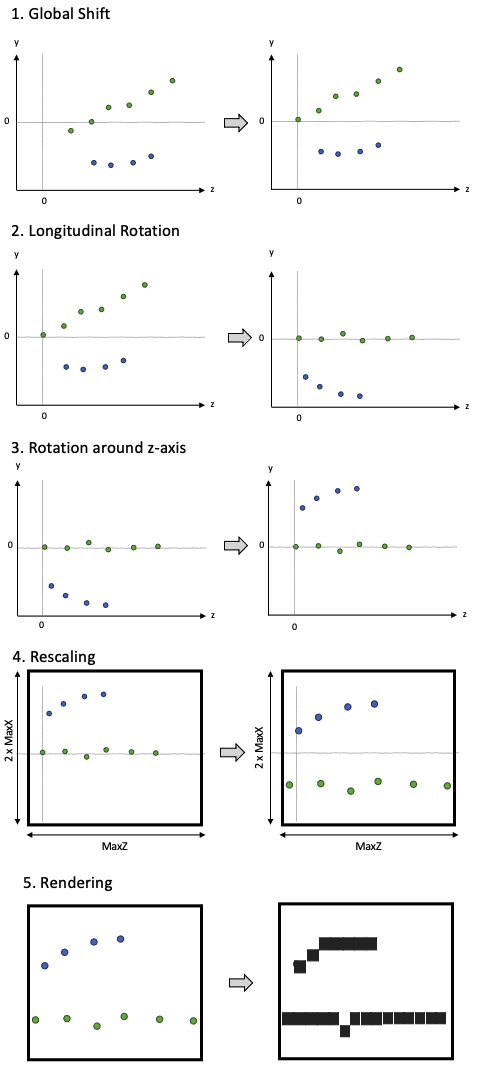 1. Global Shift
y
y
0
z
0
0
z
0
2. Longitudinal Rotation
y
y
0
z
0
0
z
0
3. Rotation around z-axis
y
y
0
z
0
0
z
0
4. Rescaling
2 x MaxX
MaxZ
2 x MaxX
MaxZ
5. Rendering